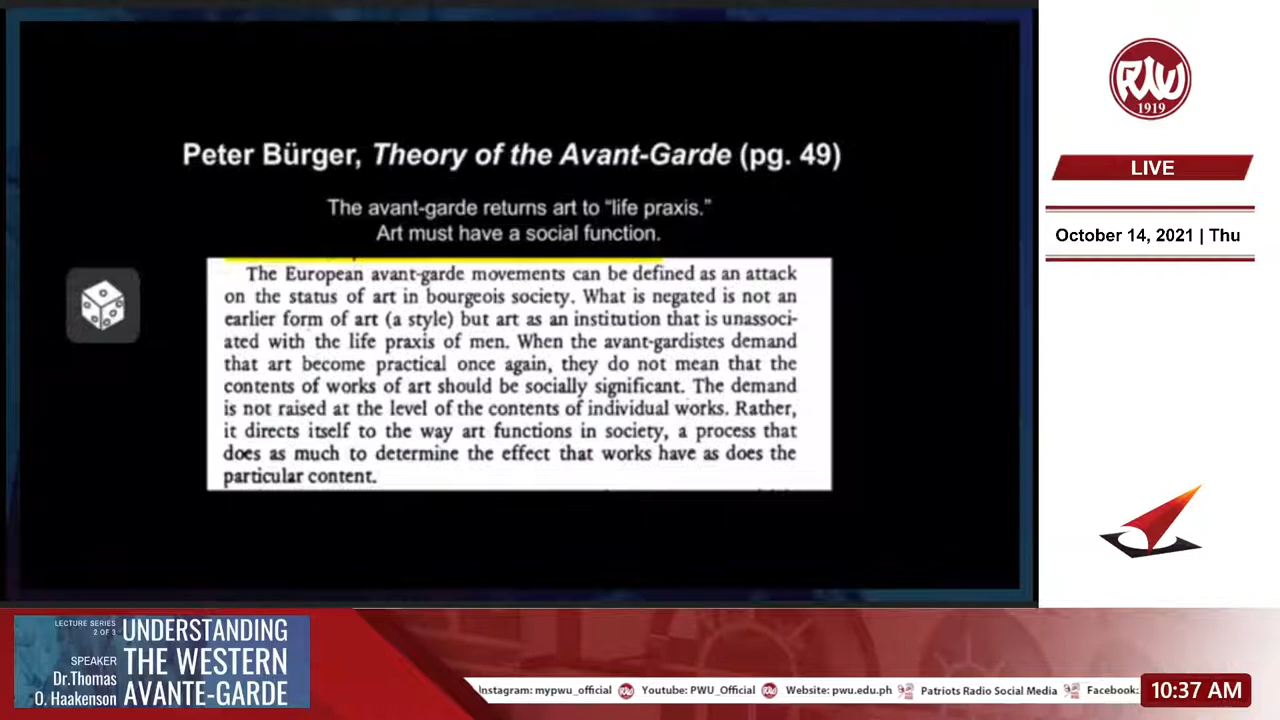 Peter Bürger, Theory of the Avant-Garde (pg. 49)
The avant-garde returns art to “life praxis.”
Art must have a social function.
The European avant-garde movements can be defined as an attack
on the status of art in bourgeois society. What is negated is not an
earlier form of art (a style) but art as an institution that is unassoci-
ated with the life praxis of men. When the avant-gardistes demand
that art become practical once again, they do not mean that the
contents of works of art should be socially significant. The demand
is not raised at the level of the contents of individual works. Rather,
it directs itself to the way art functions in society, a process that
does as much to determine the effect that works have as does the
particular content.
1919
LIVE
October 14, 2021 | Thu
LECTURE SERIES
2 OF 3
UNDERSTANDING
THE WESTERN
AVANTE-GARDE
SPEAKER
Dr.Thomas
O. Haakenson
Instagram: mypwu_official
Youtube: PWU_Official
Website: pwu.edu.ph
Patriots Radio Social Media
Facebook:
10:37 AM